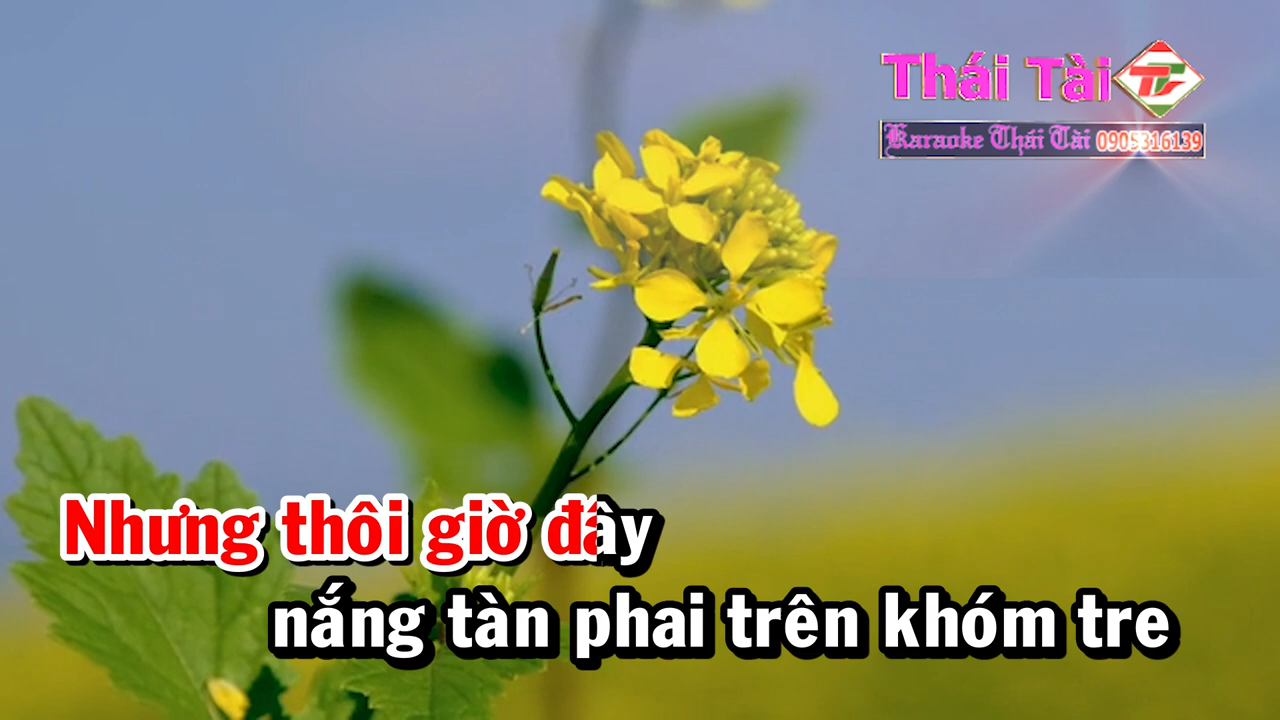 Thái Tài
Karaoke Thái Tài 0905316139
Nhưng thôi giờ đây
nắng tàn phai trên khóm tre